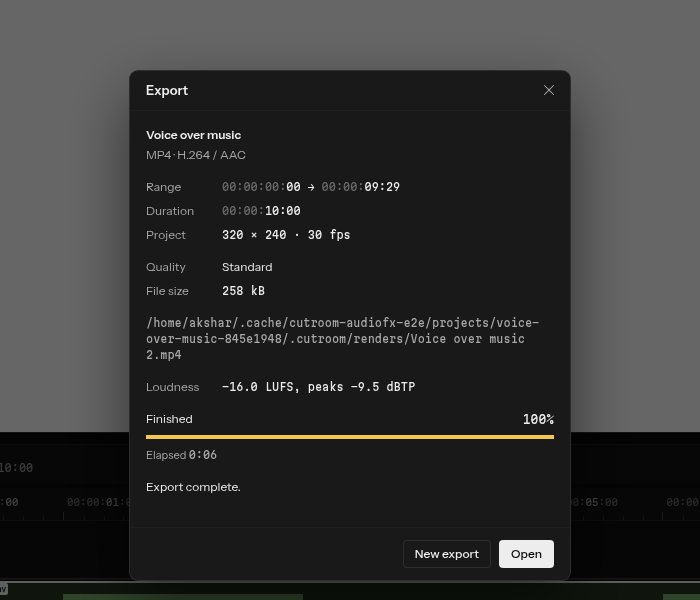 Export
Voice over music
MP4 · H.264 / AAC
Range 00:00:00:00 → 00:00:09:29
Duration 00:00:10:00
Project 320 × 240 · 30 fps
Quality Standard
File size 258 kB
/home/akshar/.cache/cutroom-audiofx-e2e/projects/voice-
over-music-845e1948/.cutroom/renders/Voice over music
2.mp4
Loudness −16.0 LUFS, peaks −9.5 dBTP
Finished 100%
Elapsed 0:06
10:00
:00 00:00:01:0 0:05:00 00:00
Export complete.
New export Open